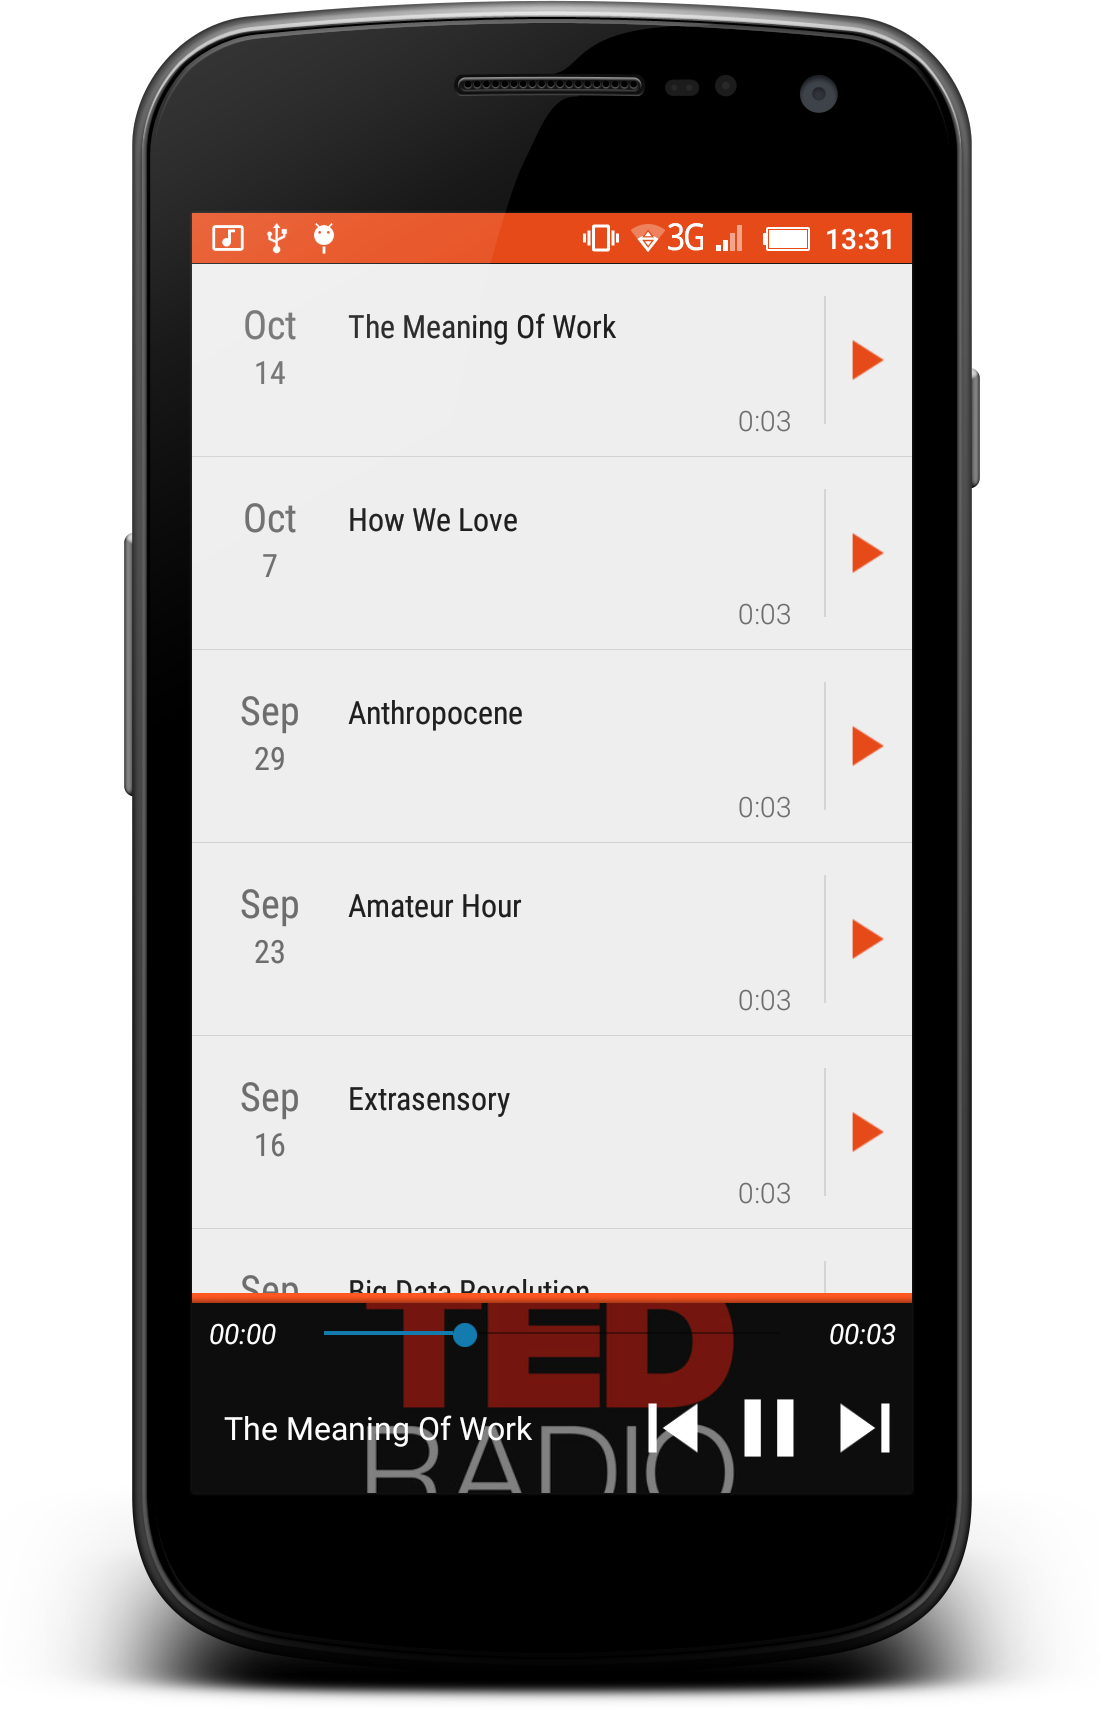 3G 13:31
Oct
14
The Meaning Of Work
0:03
Oct
7
How We Love
0:03
Sep
29
Anthropocene
0:03
Sep
23
Amateur Hour
0:03
Sep
16
Extrasensory
0:03
Sep
Big Data Revolution
TED
00:00
00:03
The Meaning Of Work
RADIO